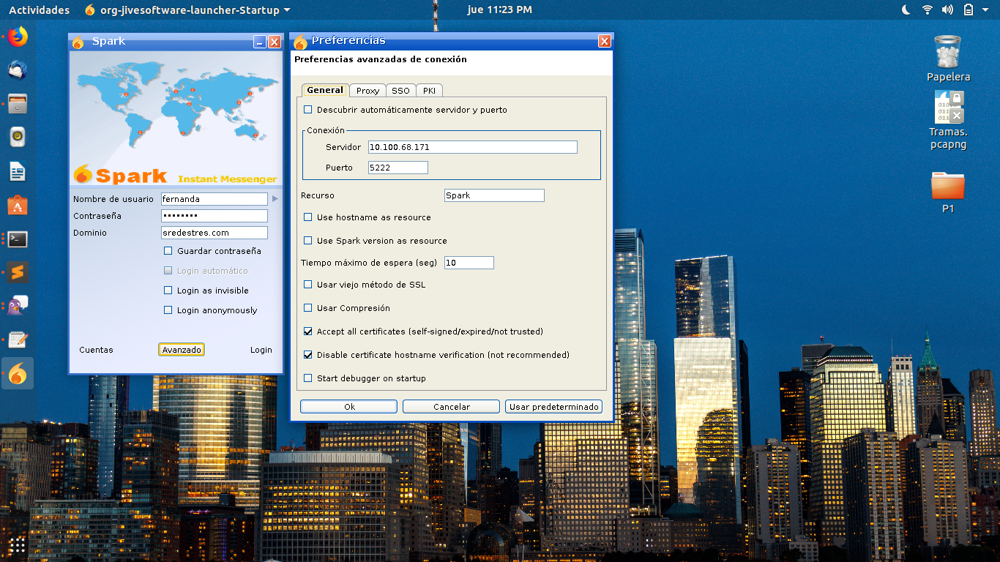 Actividades
org-jivesoftware-launcher-Startup
jue 11:23 PM
Spark
Spark
Instant Messenger
Nombre de usuario
fernanda
Contraseña
••••••••
Dominio
sredestres.com
Guardar contraseña
Login automático
Login as invisible
Login anonymously
Cuentas
Avanzado
Login
Preferencias
Preferencias avanzadas de conexión
General
Proxy
SSO
PKI
Descubrir automáticamente servidor y puerto
Conexión
Servidor
10.100.68.171
Puerto
5222
Recurso
Spark
Use hostname as resource
Use Spark version as resource
Tiempo máximo de espera (seg)
10
Usar viejo método de SSL
Usar Compresión
Accept all certificates (self-signed/expired/not trusted)
Disable certificate hostname verification (not recommended)
Start debugger on startup
Ok
Cancelar
Usar predeterminado
Papelera
Tramas.
pcapng
P1